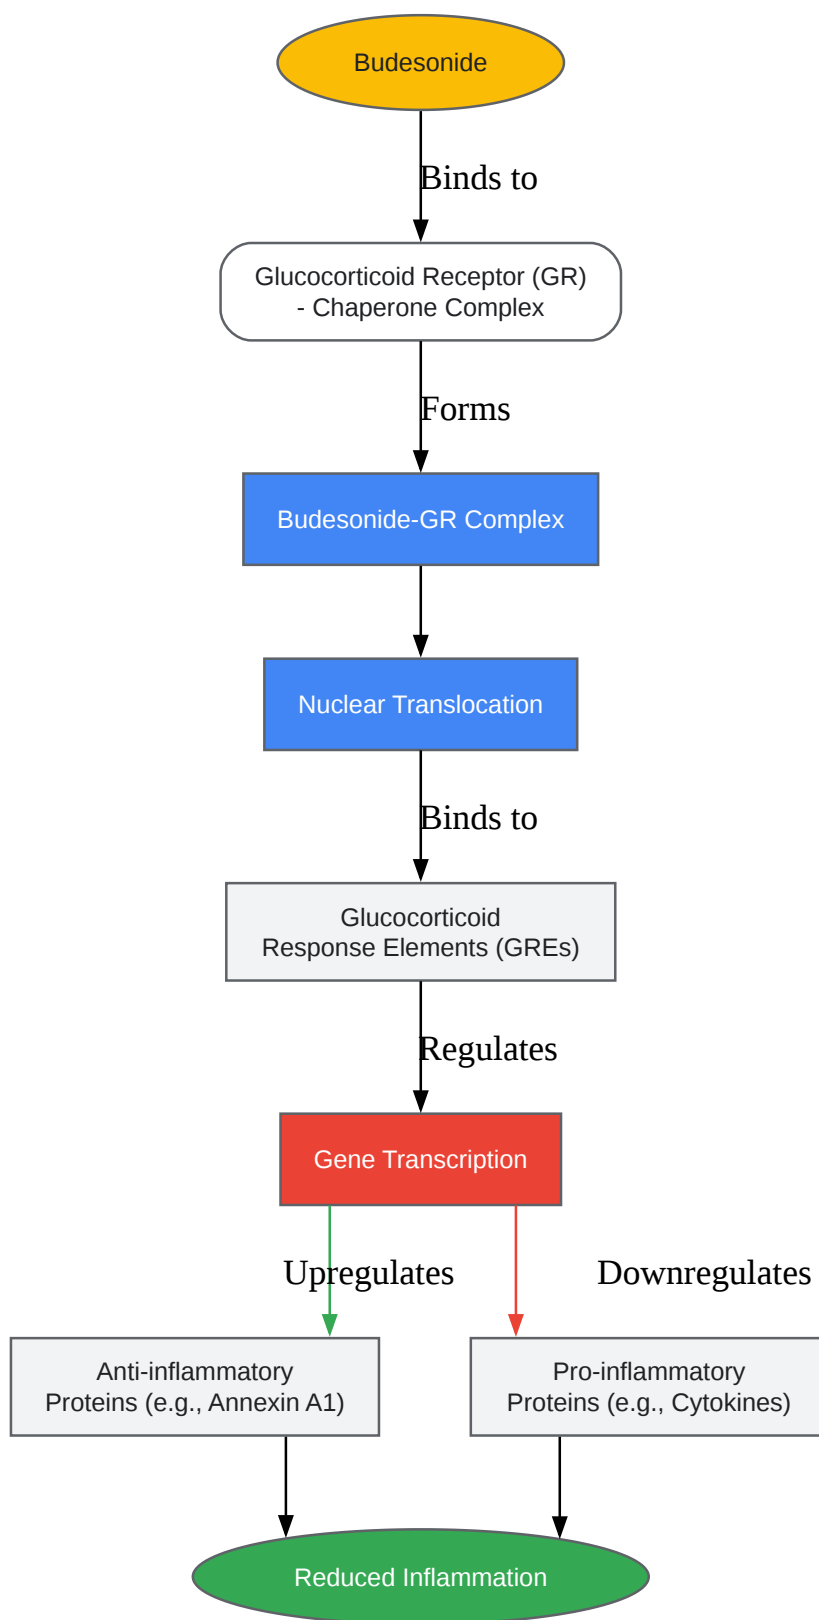 Budesonide
Binds to
Glucocorticoid Receptor (GR)
- Chaperone Complex
Forms
Budesonide-GR Complex
Nuclear Translocation
Binds to
Glucocorticoid
Response Elements (GREs)
Regulates
Gene Transcription
Upregulates
Downregulates
Anti-inflammatory
Proteins (e.g., Annexin A1)
Pro-inflammatory
Proteins (e.g., Cytokines)
Reduced Inflammation